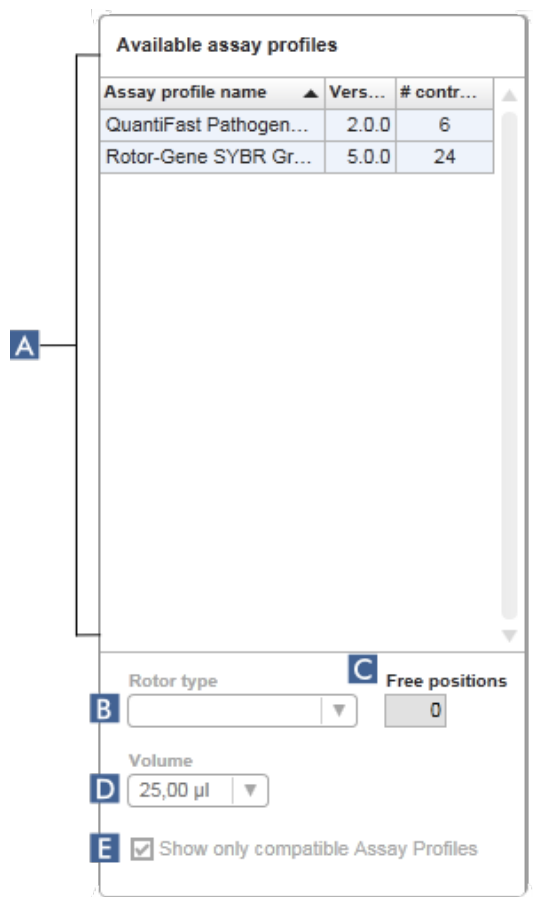 Available assay profiles
Assay profile name ▲ Vers... # contr...
QuantiFast Pathogen... 2.0.0 6
Rotor-Gene SYBR Gr... 5.0.0 24
A
Rotor type C Free positions
B 0
Volume
D 25,00 µl
E Show only compatible Assay Profiles